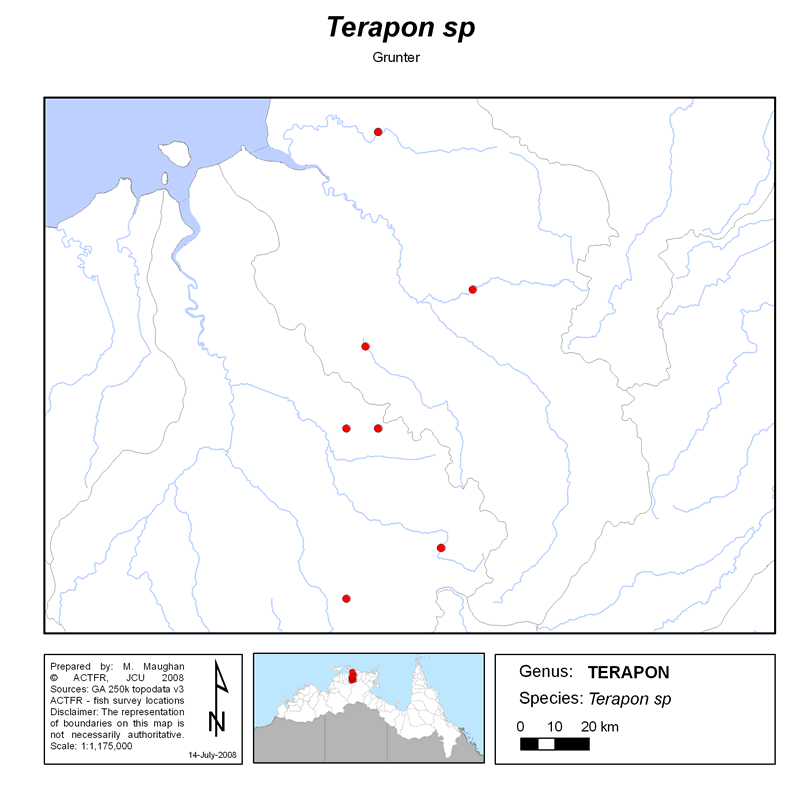 Terapon sp
Grunter
Prepared by: M. Maughan
© ACTFR, JCU 2008
Sources: GA 250k topodata v3
ACTFR - fish survey locations
Disclaimer: The representation
of boundaries on this map is
not necessarily authoritative.
Scale: 1:1,175,000
N
14-July-2008
Genus: TERAPON
Species: Terapon sp
0 10 20 km